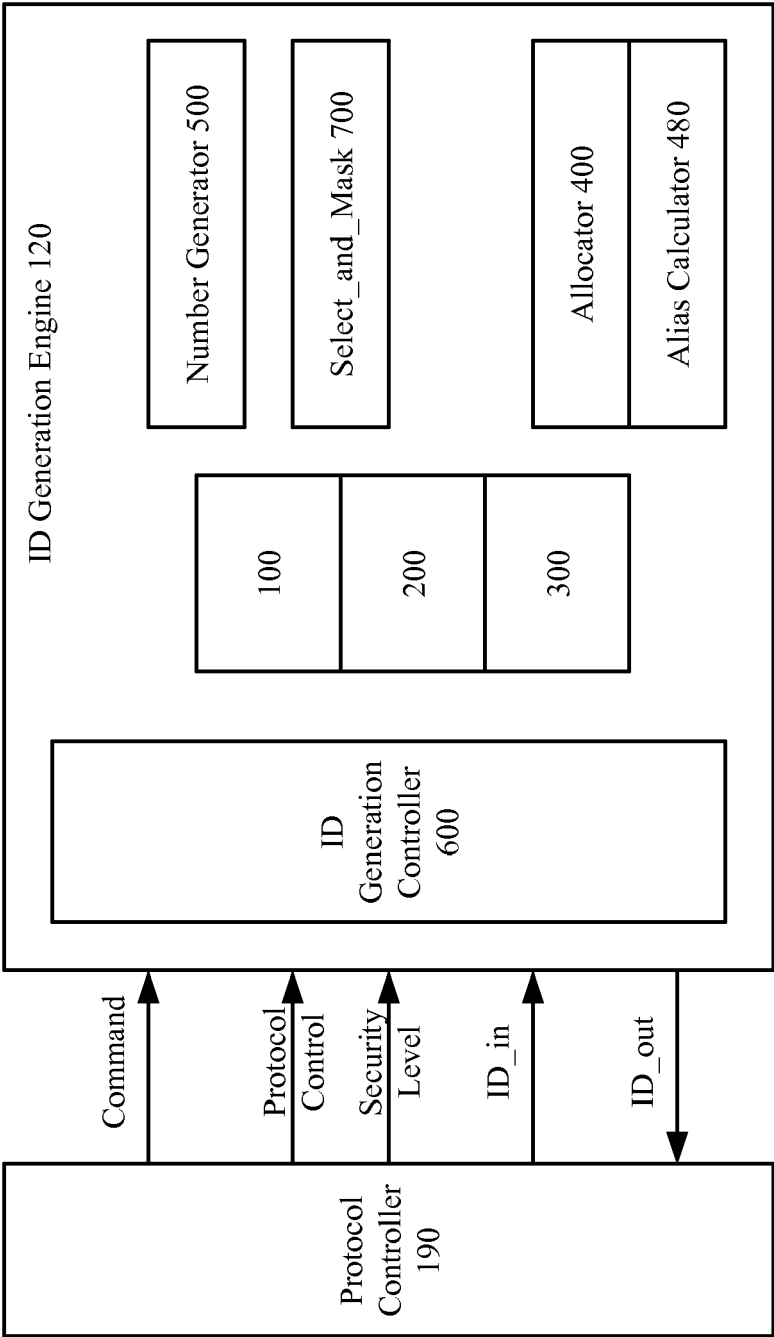 ID Generation Engine 120
Protocol
Controller
190
Command
Protocol
Control
Security
Level
ID_in
ID_out
ID
Generation
Controller
600
100
200
300
Number Generator 500
Select_and_Mask 700
Allocator 400
Alias Calculator 480